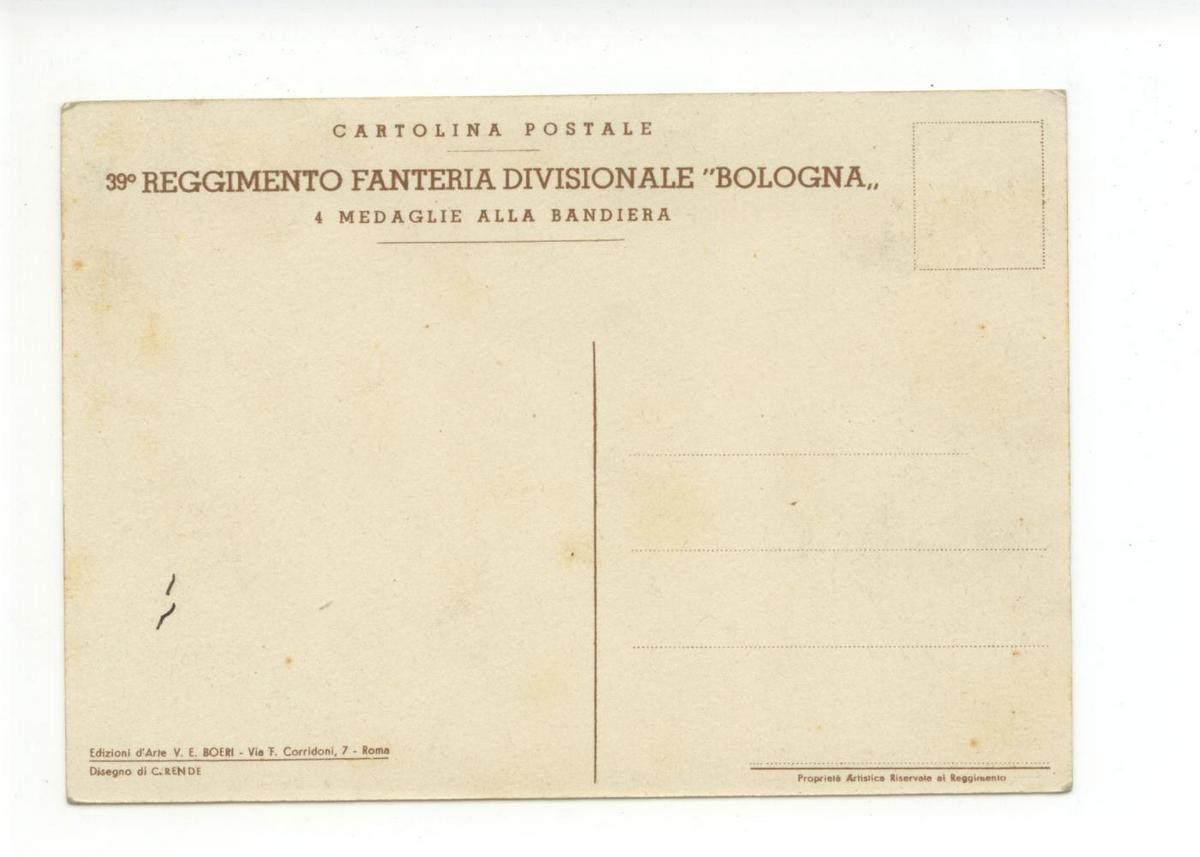 CARTOLINA POSTALE
39º REGGIMENTO FANTERIA DIVISIONALE "BOLOGNA„
4 MEDAGLIE ALLA BANDIERA
Edizioni d'Arte V. E. BOERI - Via F. Corridoni, 7 - Roma
Disegno di C. RENDE
Proprietà Artistica Riservata al Reggimento